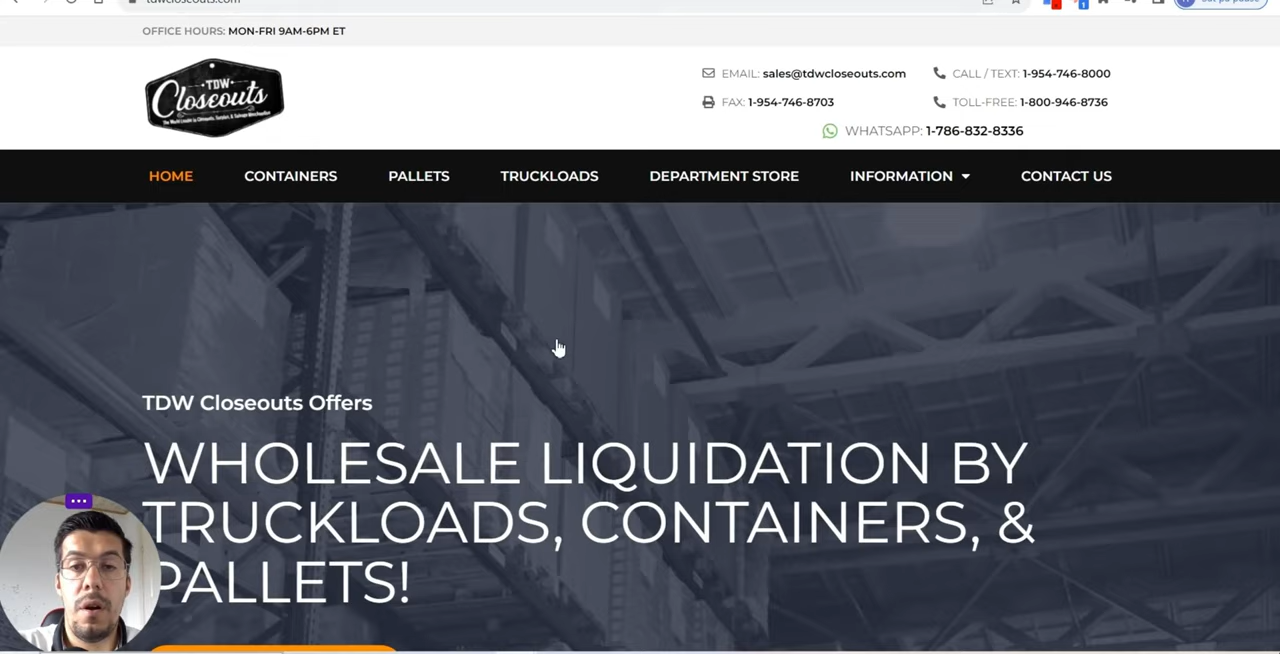 tdwcloseouts.com
OFFICE HOURS: MON-FRI 9AM-6PM ET
TDW
Closeouts
EMAIL: sales@tdwcloseouts.com
CALL / TEXT: 1-954-746-8000
FAX: 1-954-746-8703
TOLL-FREE: 1-800-946-8736
WHATSAPP: 1-786-832-8336
HOME CONTAINERS PALLETS TRUCKLOADS DEPARTMENT STORE INFORMATION CONTACT US
TDW Closeouts Offers
WHOLESALE LIQUIDATION BY
TRUCKLOADS, CONTAINERS, &
PALLETS!